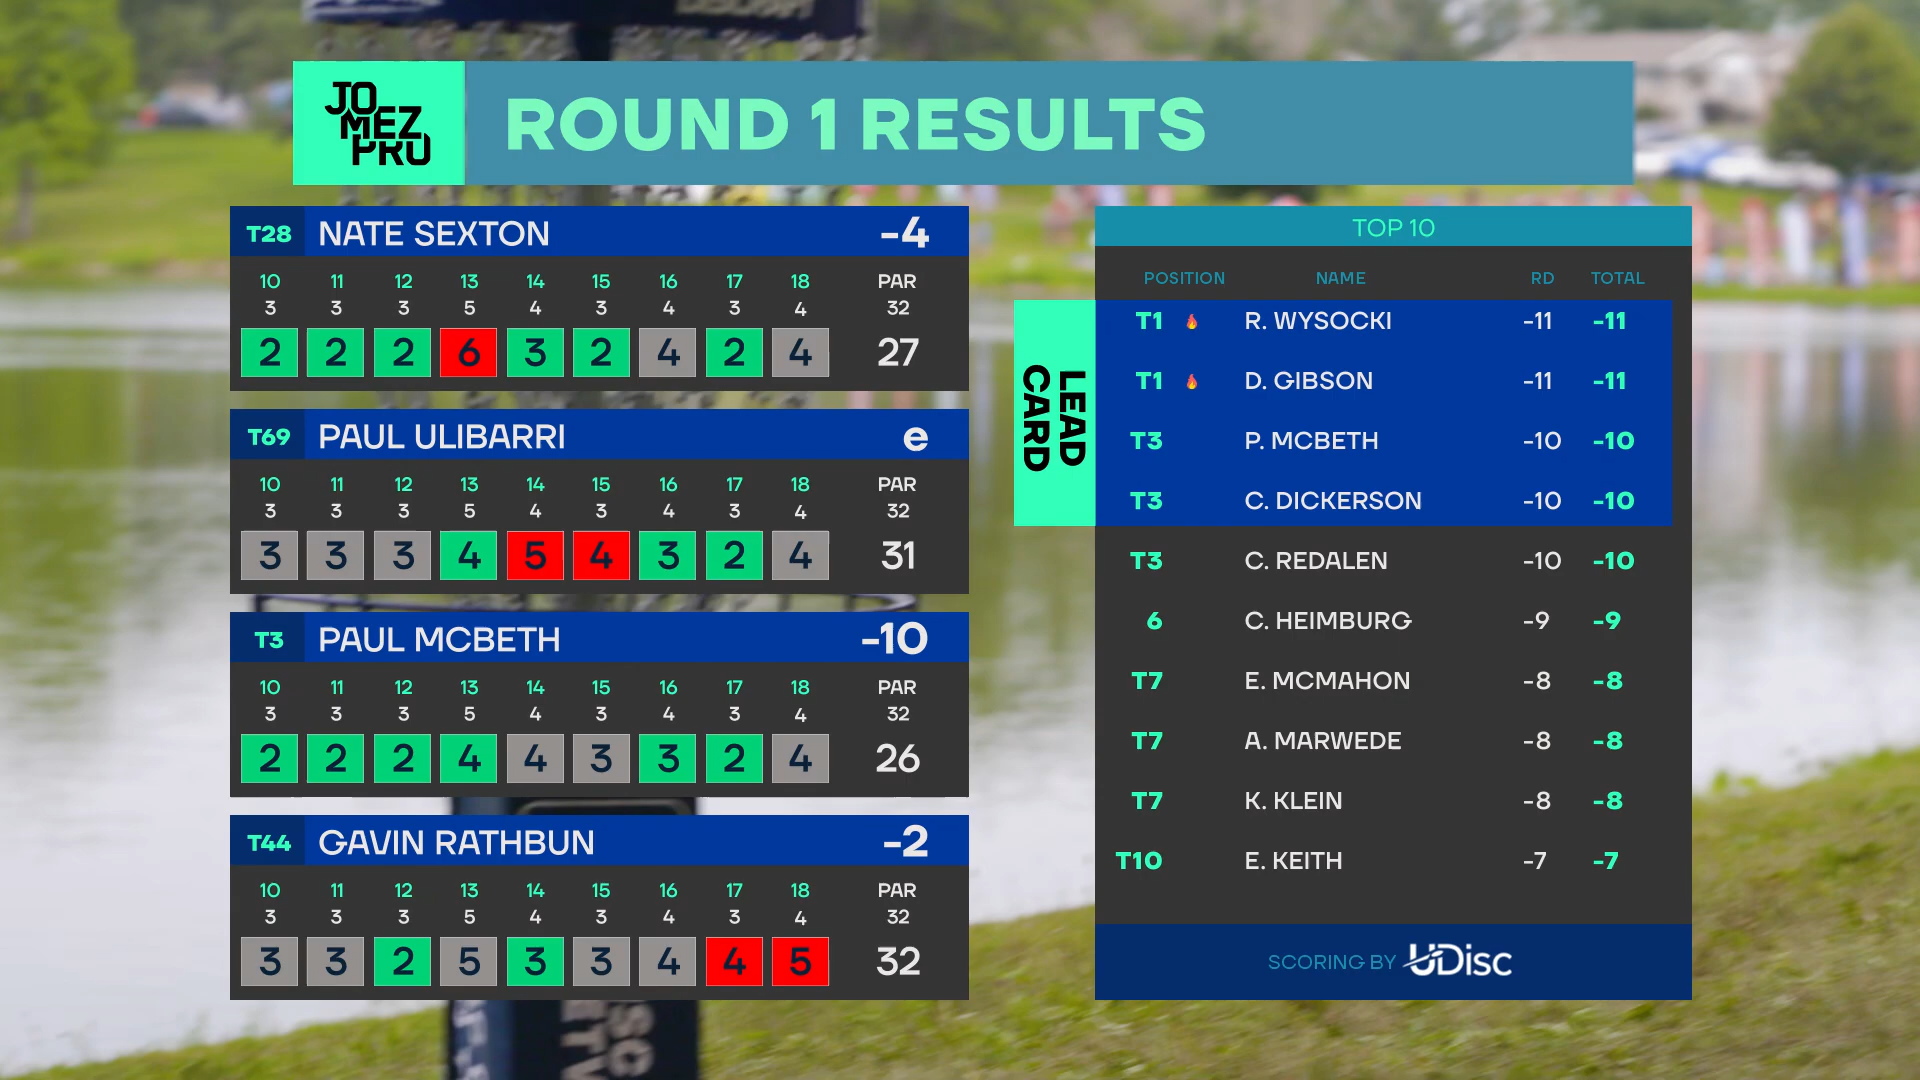 JO
MEZ
PRO
ROUND 1 RESULTS
T28 NATE SEXTON -4
10 11 12 13 14 15 16 17 18 PAR
3 3 3 5 4 3 4 3 4 32
2 2 2 6 3 2 4 2 4 27
T69 PAUL ULIBARRI e
10 11 12 13 14 15 16 17 18 PAR
3 3 3 5 4 3 4 3 4 32
3 3 3 4 5 4 3 2 4 31
T3 PAUL MCBETH -10
10 11 12 13 14 15 16 17 18 PAR
3 3 3 5 4 3 4 3 4 32
2 2 2 4 4 3 3 2 4 26
T44 GAVIN RATHBUN -2
10 11 12 13 14 15 16 17 18 PAR
3 3 3 5 4 3 4 3 4 32
3 3 2 5 3 3 4 4 5 32
TOP 10
POSITION NAME RD TOTAL
LEAD
CARD
T1 R. WYSOCKI -11 -11
T1 D. GIBSON -11 -11
T3 P. MCBETH -10 -10
T3 C. DICKERSON -10 -10
T3 C. REDALEN -10 -10
6 C. HEIMBURG -9 -9
T7 E. MCMAHON -8 -8
T7 A. MARWEDE -8 -8
T7 K. KLEIN -8 -8
T10 E. KEITH -7 -7
SCORING BY UDisc